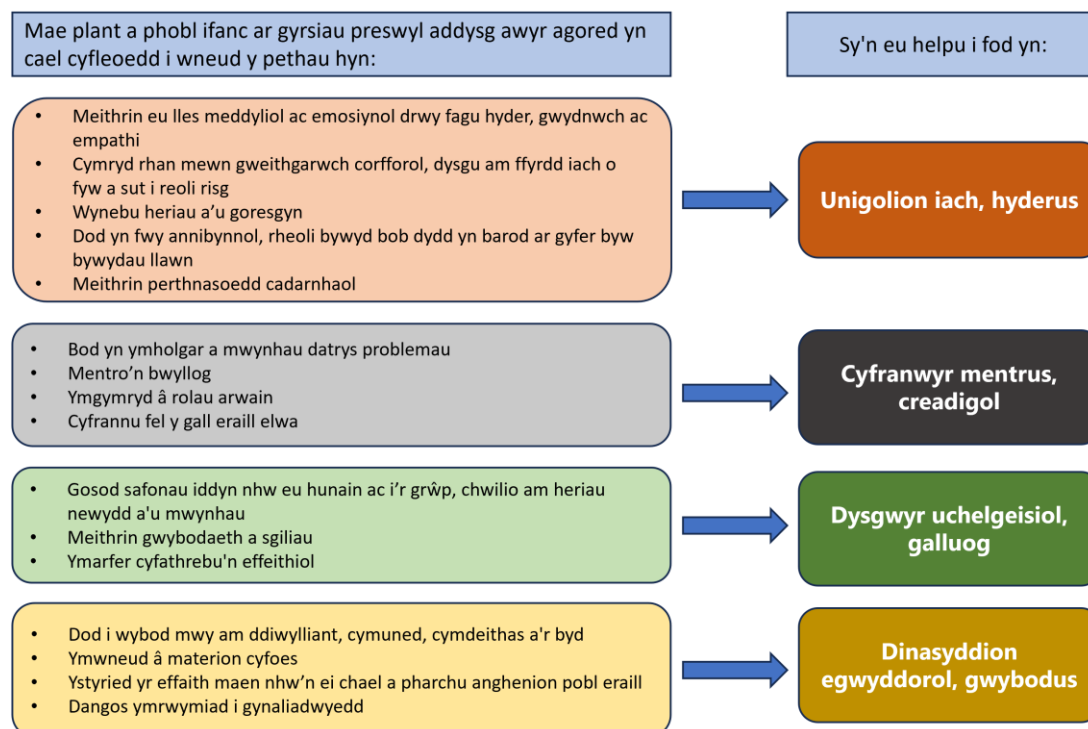 Mae plant a phobl ifanc ar gyrsiau preswyl addysg awyr agored yn
cael cyfleoedd i wneud y pethau hyn:
Sy'n eu helpu i fod yn:
• Meithrin eu lles meddyliol ac emosiynol drwy fagu hyder, gwydnwch ac
empathi
• Cymryd rhan mewn gweithgarwch corfforol, dysgu am ffyrdd iach o
fyw a sut i reoli risg
• Wynebu heriau a’u goresgyn
• Dod yn fwy annibynnol, rheoli bywyd bob dydd yn barod ar gyfer byw
bywydau llawn
• Meithrin perthnasoedd cadarnhaol
Unigolion iach, hyderus
• Bod yn ymholgar a mwynhau datrys problemau
• Mentro’n bwyllog
• Ymgymryd â rolau arwain
• Cyfrannu fel y gall eraill elwa
Cyfranwyr mentrus,
creadigol
• Gosod safonau iddyn nhw eu hunain ac i’r grŵp, chwilio am heriau
newydd a'u mwynhau
• Meithrin gwybodaeth a sgiliau
• Ymarfer cyfathrebu'n effeithiol
Dysgwyr uchelgeisiol,
galluog
• Dod i wybod mwy am ddiwylliant, cymuned, cymdeithas a'r byd
• Ymwneud â materion cyfoes
• Ystyried yr effaith maen nhw’n ei chael a pharchu anghenion pobl eraill
• Dangos ymrwymiad i gynaliadwyedd
Dinasyddion
egwyddorol, gwybodus